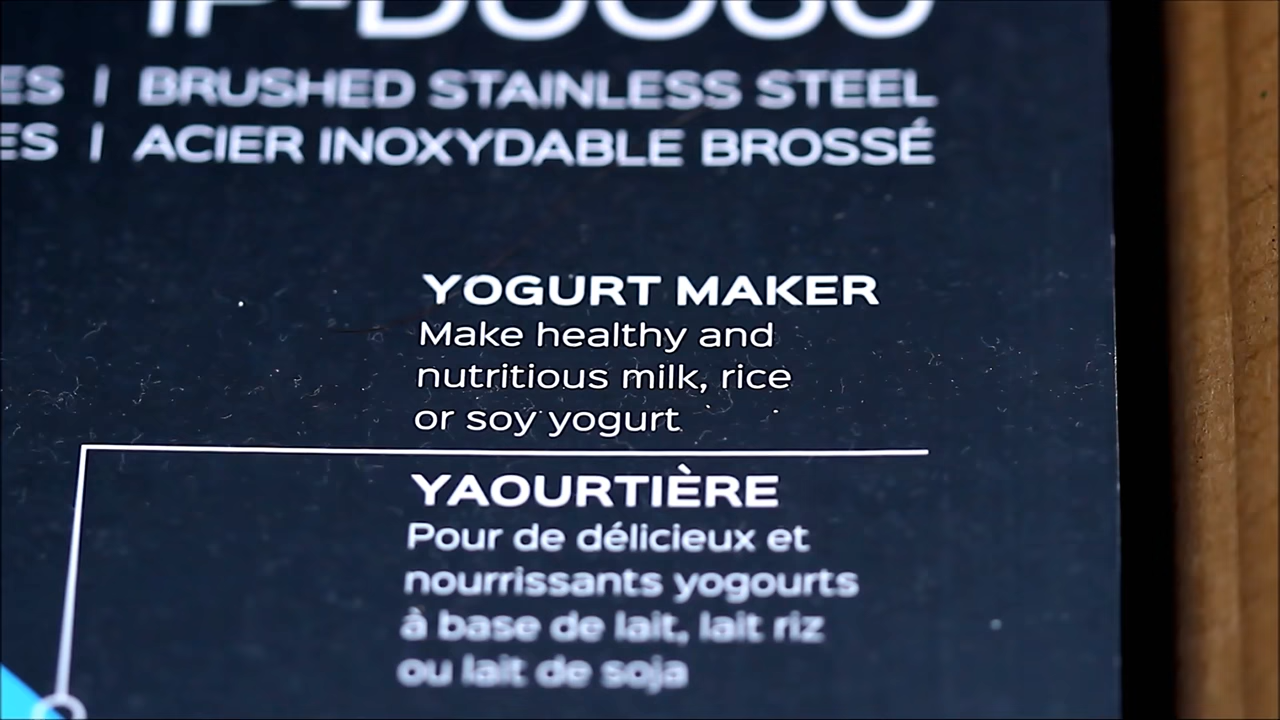 ES | BRUSHED STAINLESS STEEL
ES | ACIER INOXYDABLE BROSSÉ
YOGURT MAKER
Make healthy and
nutritious milk, rice
or soy yogurt
YAOURTIÈRE
Pour de délicieux et
nourrissants yogourts
à base de lait, lait riz
ou lait de soja